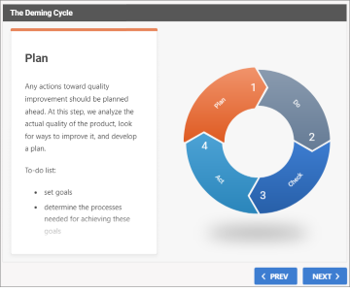 The Deming Cycle
Plan
Any actions toward quality
improvement should be planned
ahead. At this step, we analyze the
actual quality of the product, look
for ways to improve it, and develop
a plan.
To-do list:
• set goals
• determine the processes
needed for achieving these
goals
Plan
1
Do
2
Check
3
Act
4
PREV
NEXT